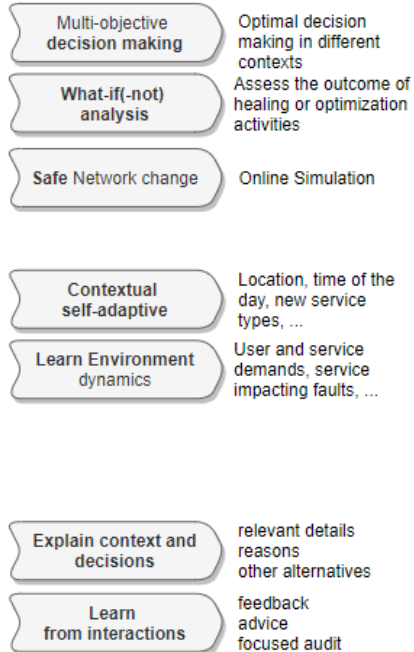 Multi-objective
decision making
Optimal decision
making in different
contexts
What-if(-not)
analysis
Assess the outcome of
healing or optimization
activities
Safe Network change
Online Simulation
Contextual
self-adaptive
Location, time of the
day, new service
types, ...
Learn Environment
dynamics
User and service
demands, service
impacting faults, ...
Explain context and
decisions
relevant details
reasons
other alternatives
Learn
from interactions
feedback
advice
focused audit